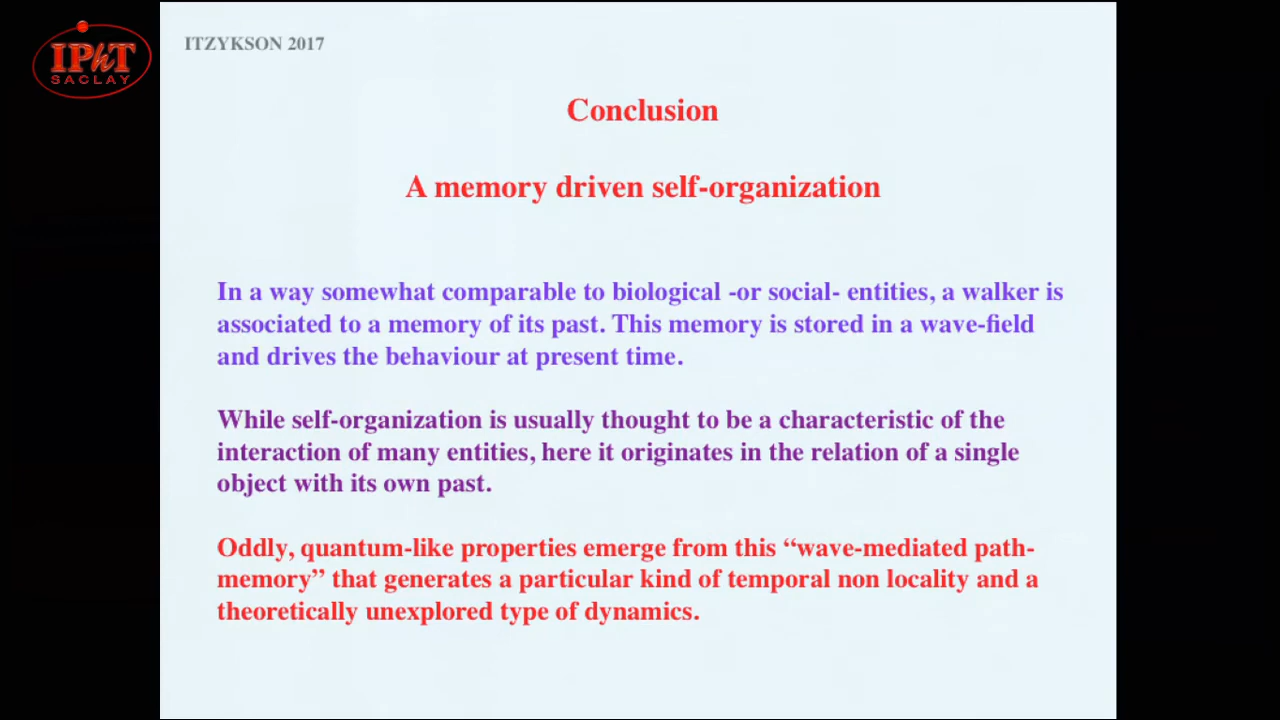 IPhT
SACLAY
ITZYKSON 2017
Conclusion
A memory driven self-organization
In a way somewhat comparable to biological -or social- entities, a walker is
associated to a memory of its past. This memory is stored in a wave-field
and drives the behaviour at present time.
While self-organization is usually thought to be a characteristic of the
interaction of many entities, here it originates in the relation of a single
object with its own past.
Oddly, quantum-like properties emerge from this “wave-mediated path-
memory” that generates a particular kind of temporal non locality and a
theoretically unexplored type of dynamics.